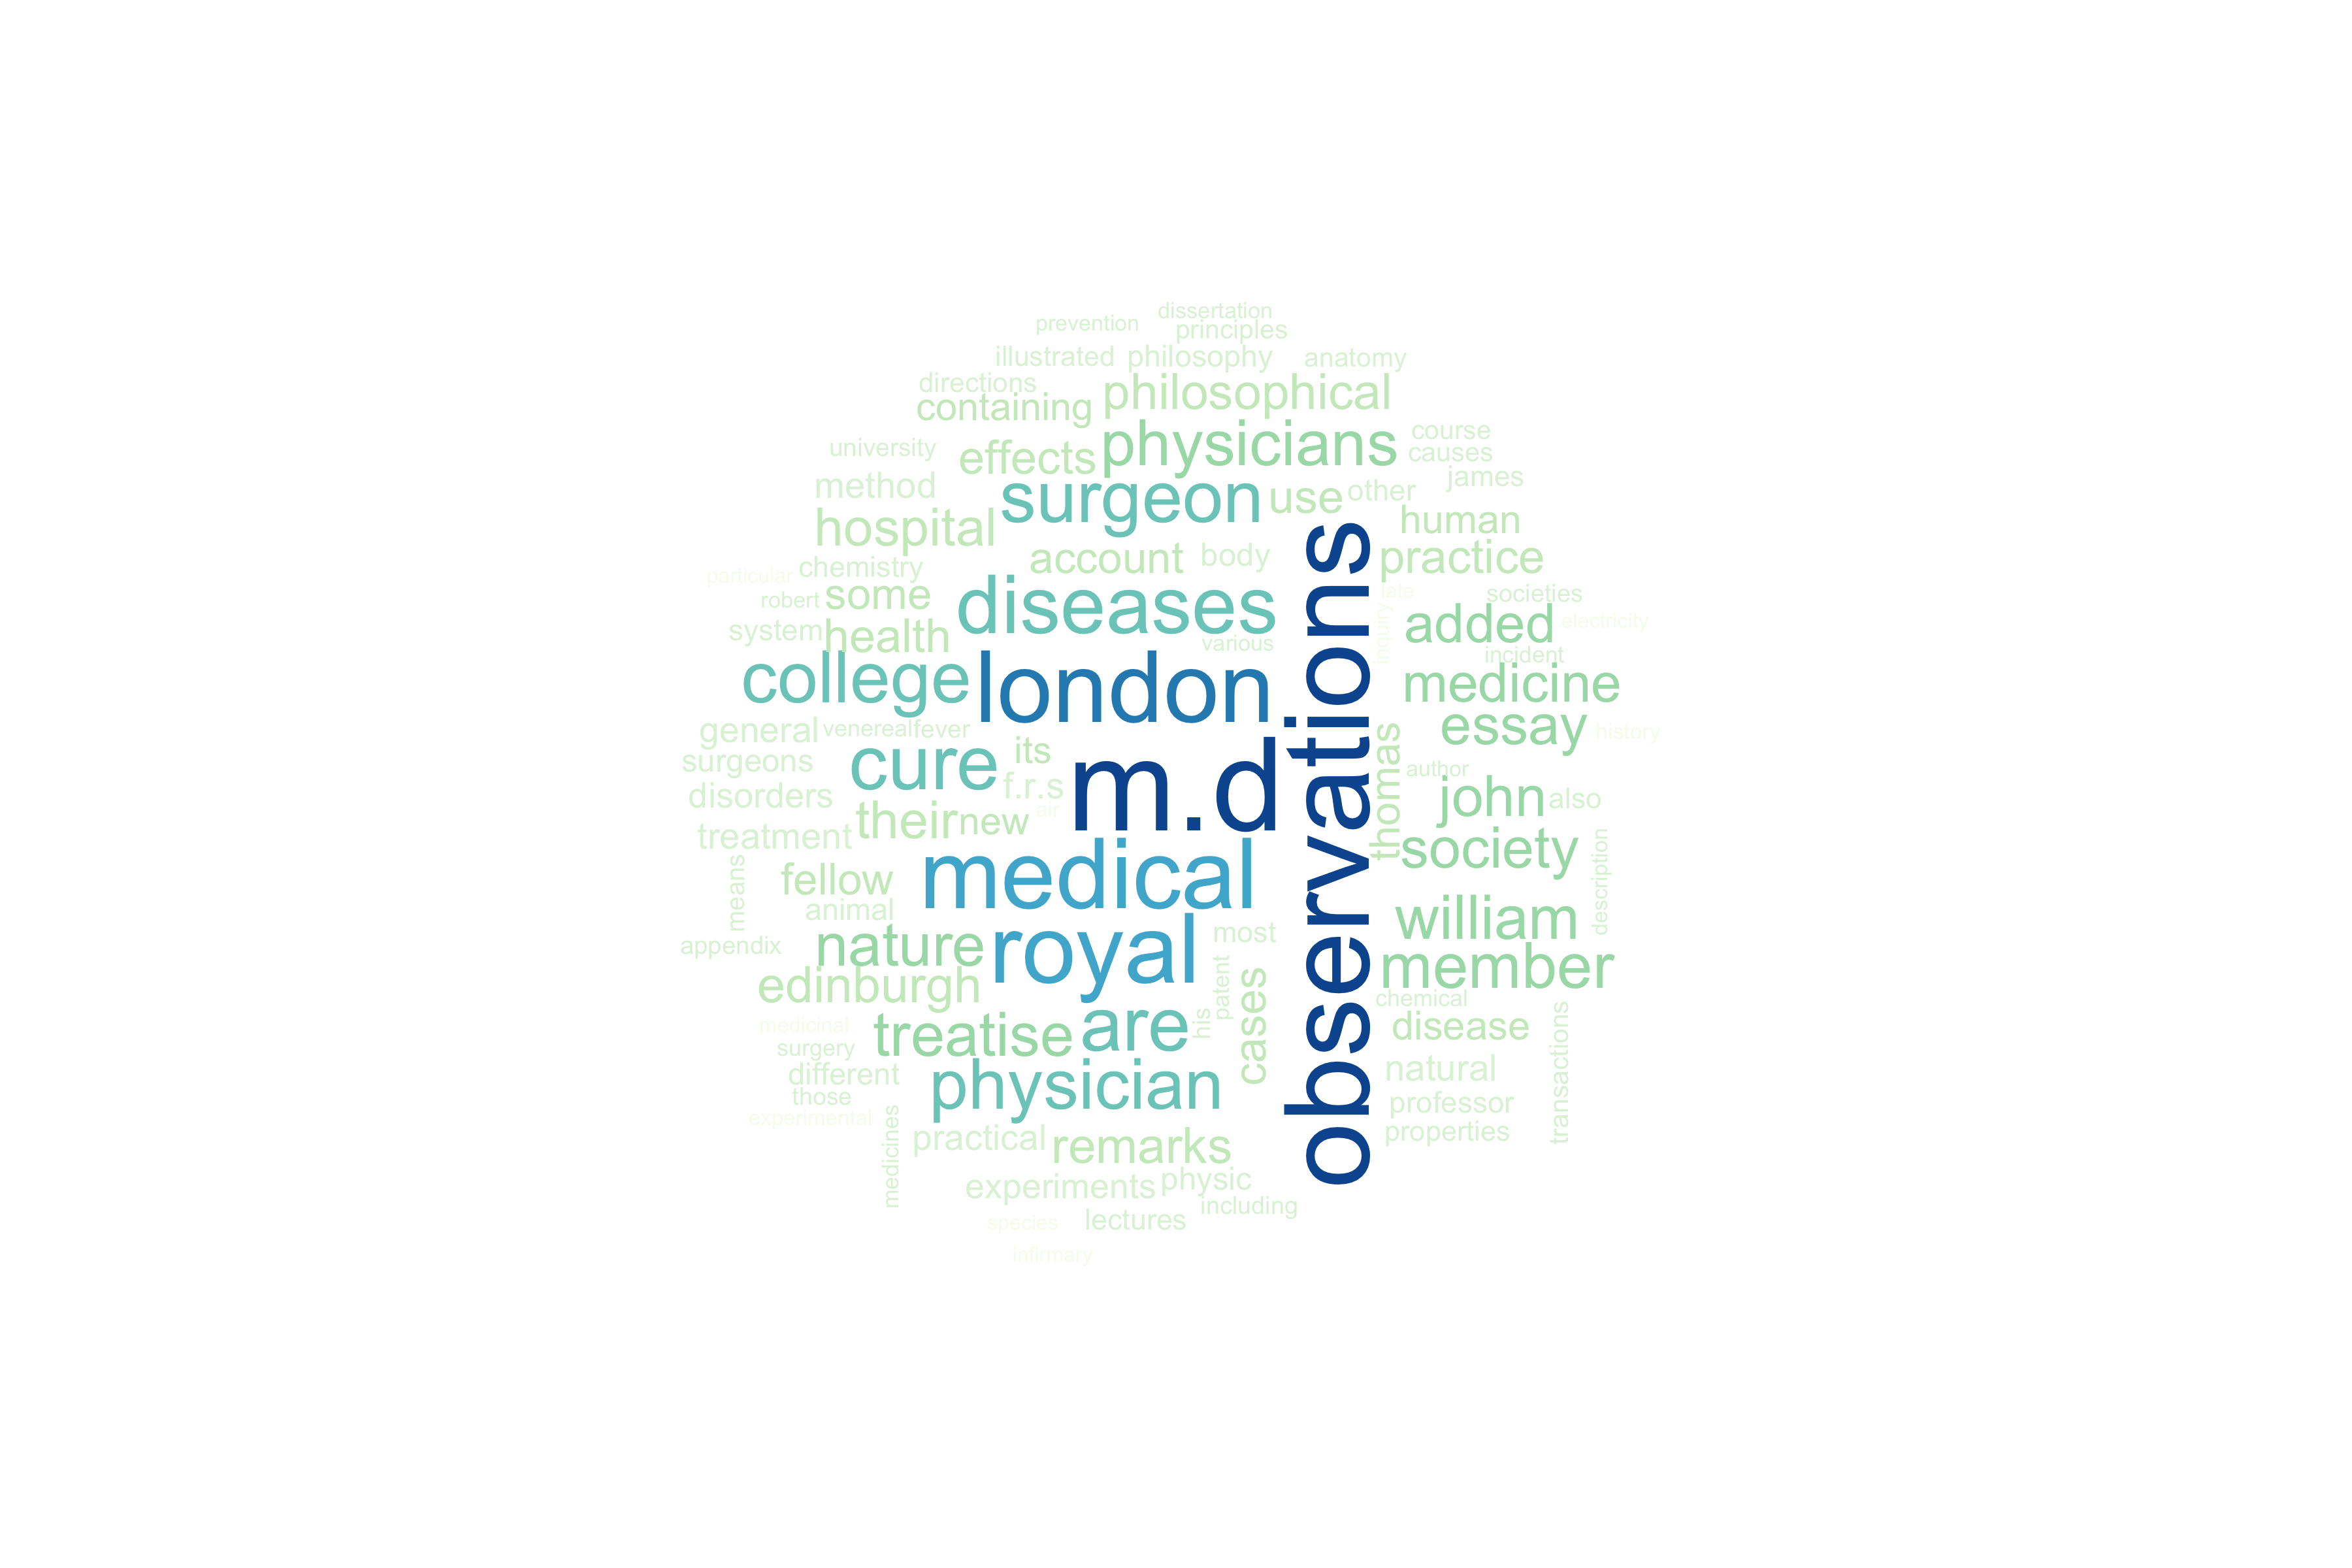 dissertation
prevention
principles
illustrated
philosophy
anatomy
directions
philosophical
containing
course
university
effects
physicians
causes
james
method
surgeon
use
other
hospital
human
account
body
practice
chemistry
particular
some
robert
diseases
late
societies
system
health
various
inquiry
added
electricity
incident
college
london
medicine
general
venereal
fever
essay
history
surgeons
cure
its
thomas
author
disorders
f.r.s
m.d
observations
john
also
treatment
their
new
air
society
means
fellow
medical
description
animal
william
appendix
nature
royal
most
member
edinburgh
patent
cases
chemical
medicinal
treatise
are
his
disease
surgery
transactions
different
physician
natural
those
professor
experimental
medicines
practical
remarks
properties
experiments
physic
including
species
lectures
infirmary